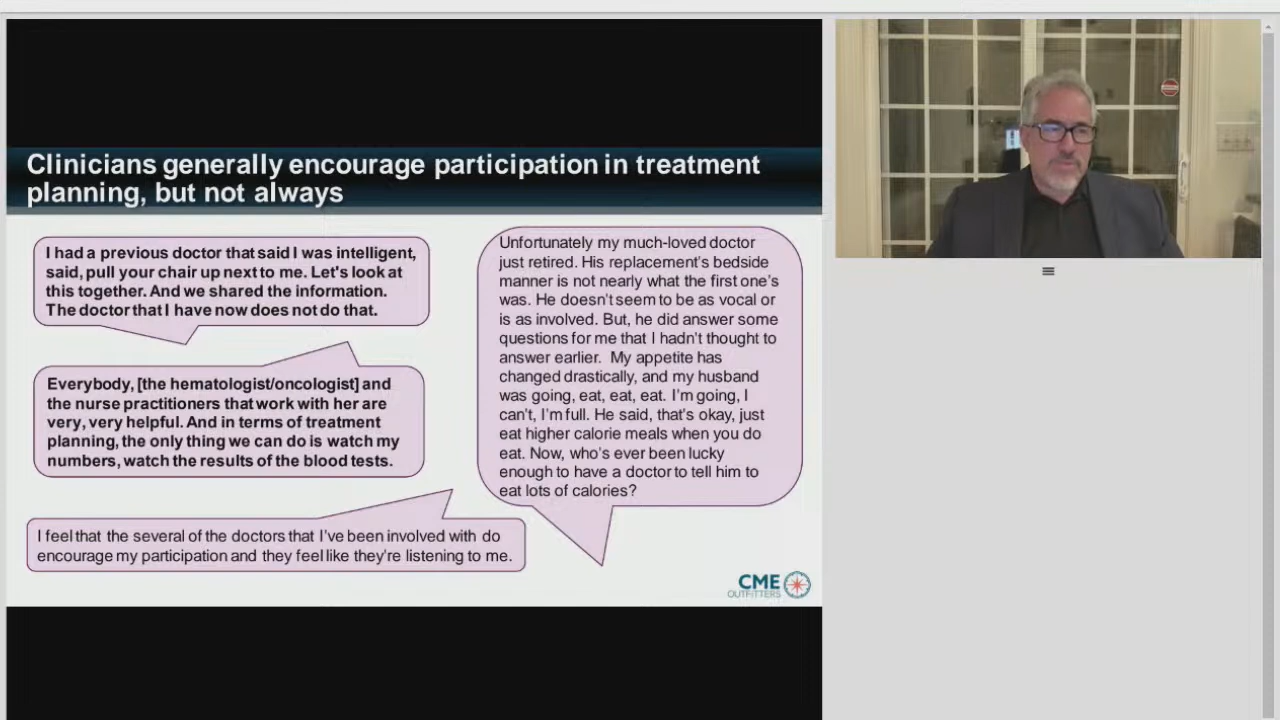 Clinicians generally encourage participation in treatment
planning, but not always
I had a previous doctor that said I was intelligent,
said, pull your chair up next to me. Let's look at
this together. And we shared the information.
The doctor that I have now does not do that.
Everybody, [the hematologist/oncologist] and
the nurse practitioners that work with her are
very, very helpful. And in terms of treatment
planning, the only thing we can do is watch my
numbers, watch the results of the blood tests.
I feel that the several of the doctors that I've been involved with do
encourage my participation and they feel like they're listening to me.
Unfortunately my much-loved doctor
just retired. His replacement's bedside
manner is not nearly what the first one's
was. He doesn't seem to be as vocal or
is as involved. But, he did answer some
questions for me that I hadn't thought to
answer earlier. My appetite has
changed drastically, and my husband
was going, eat, eat, eat. I'm going, I
can't, I'm full. He said, that's okay, just
eat higher calorie meals when you do
eat. Now, who's ever been lucky
enough to have a doctor to tell him to
eat lots of calories?
CME
OUTFITTERS